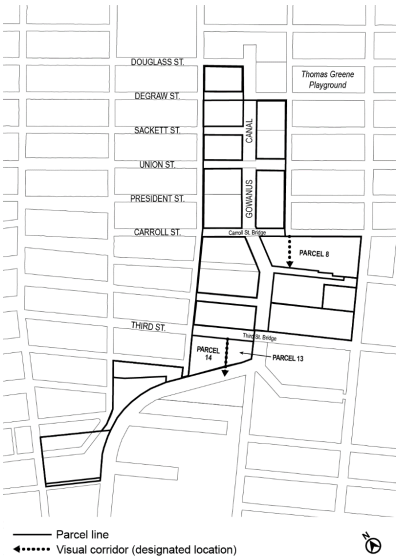 DOUGLASS ST.
Thomas Greene
Playground
DEGRAW ST.
SACKETT ST.
CANAL
UNION ST.
GOWANUS
PRESIDENT ST.
CARROLL ST.
Carroll St. Bridge
PARCEL 8
THIRD ST.
Third St. Bridge
PARCEL
14
PARCEL 13
Parcel line
Visual corridor (designated location)
N